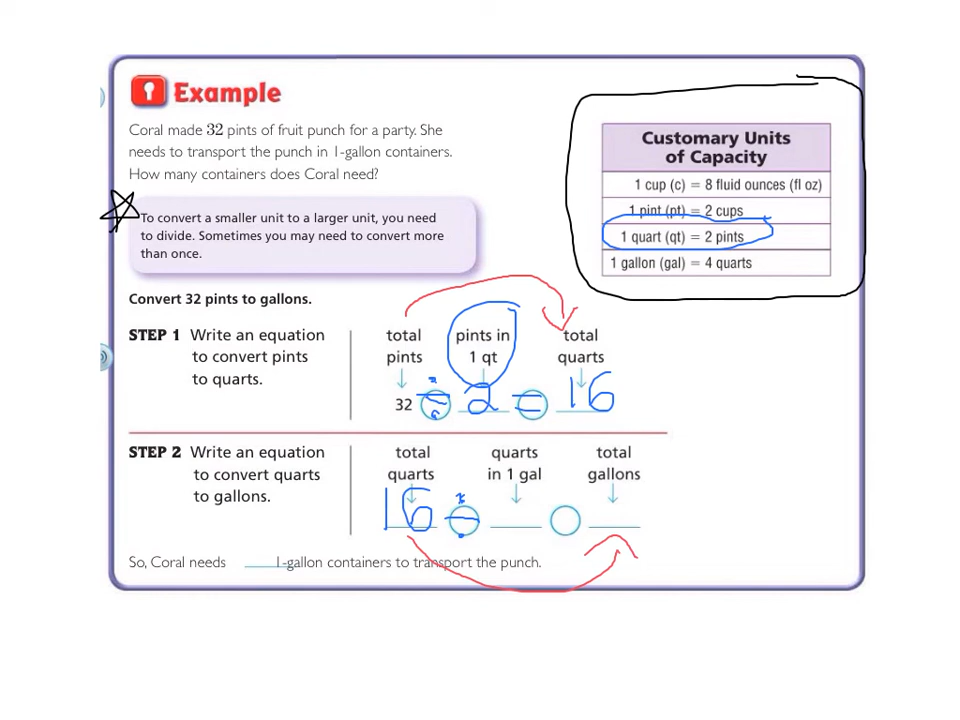 Example
Coral made 32 pints of fruit punch for a party. She
needs to transport the punch in 1-gallon containers.
How many containers does Coral need?
To convert a smaller unit to a larger unit, you need
to divide. Sometimes you may need to convert more
than once.
Customary Units
of Capacity
1 cup (c) = 8 fluid ounces (fl oz)
1 pint (pt) = 2 cups
1 quart (qt) = 2 pints
1 gallon (gal) = 4 quarts
Convert 32 pints to gallons.
STEP 1 Write an equation
to convert pints
to quarts.
total pints in total
pints 1 qt quarts
32 ÷ 2 = 16
STEP 2 Write an equation
to convert quarts
to gallons.
total quarts total
quarts in 1 gal gallons
16 ÷
So, Coral needs 1-gallon containers to transport the punch.